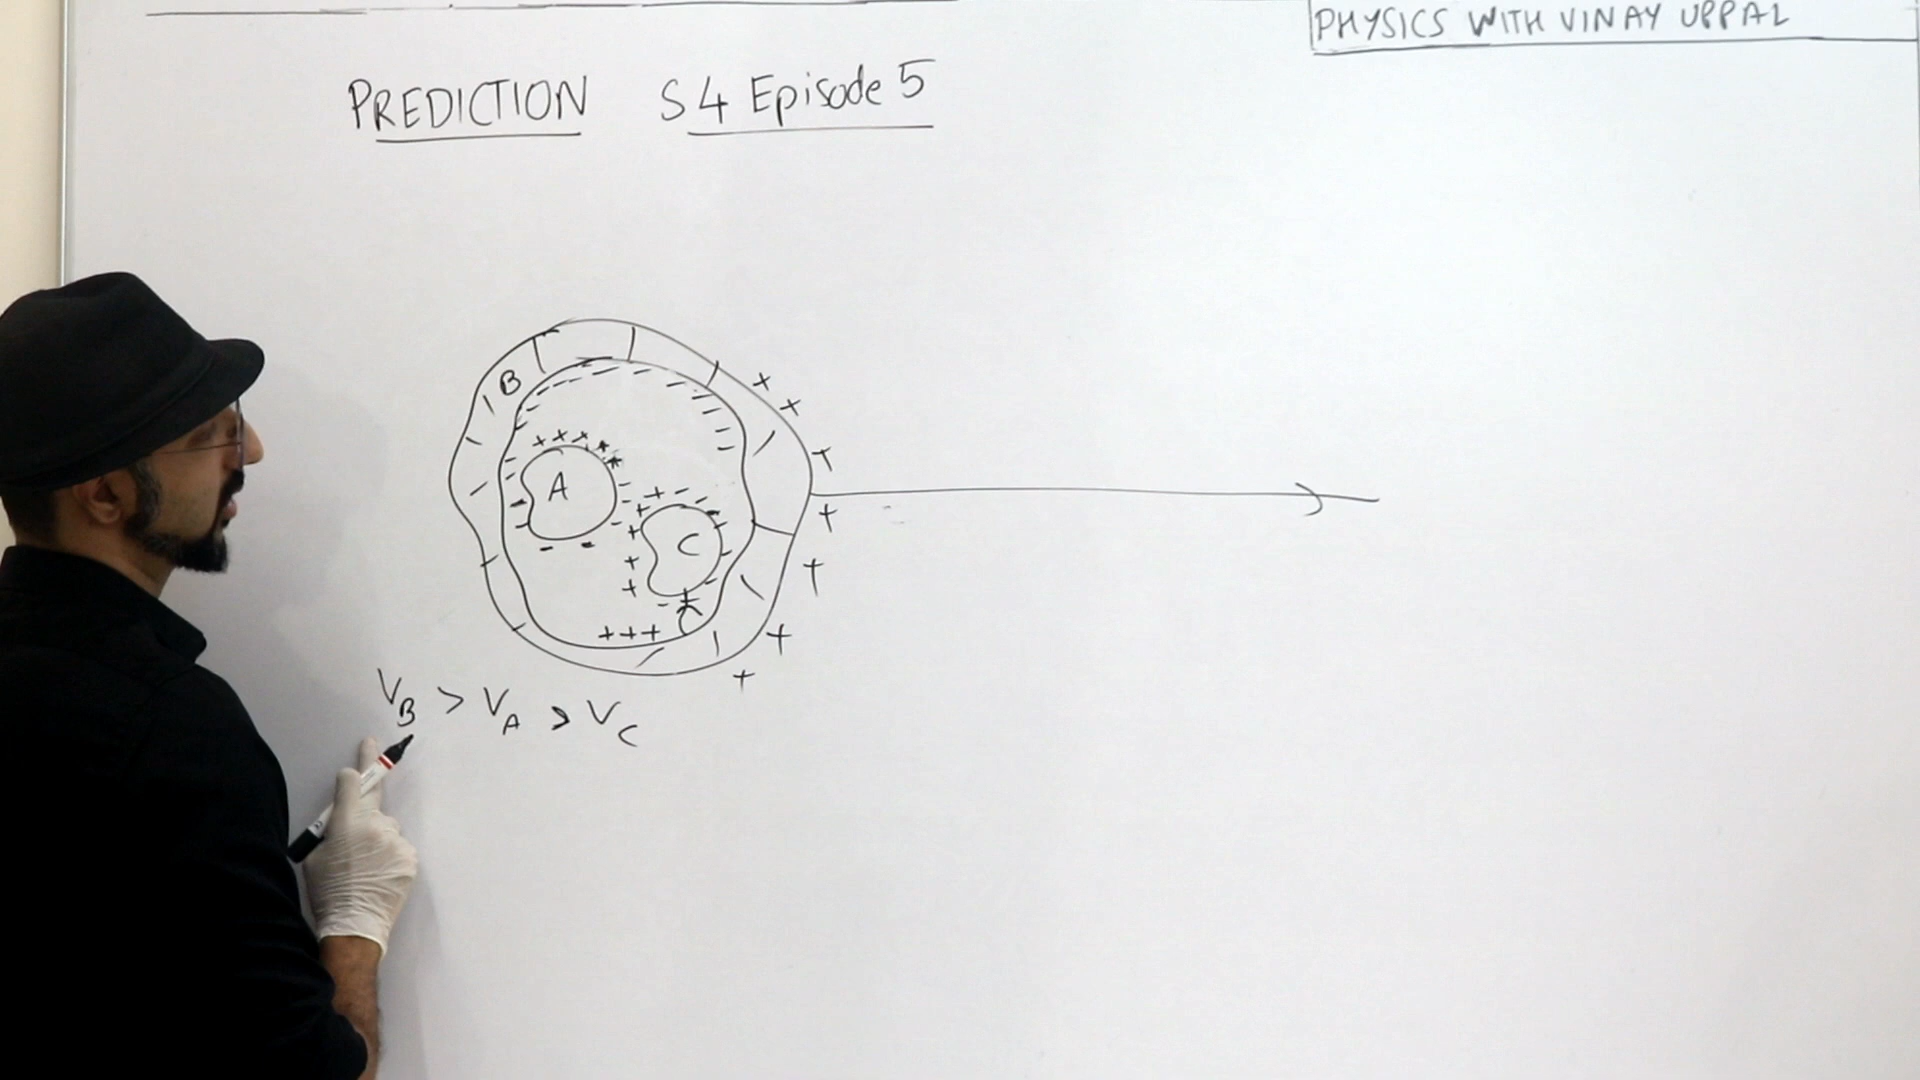 PHYSICS WITH VINAY UPPAL
PREDICTION S4 Episode 5
B
+ + + + +
A
C
+ + +
V_B > V_A > V_C